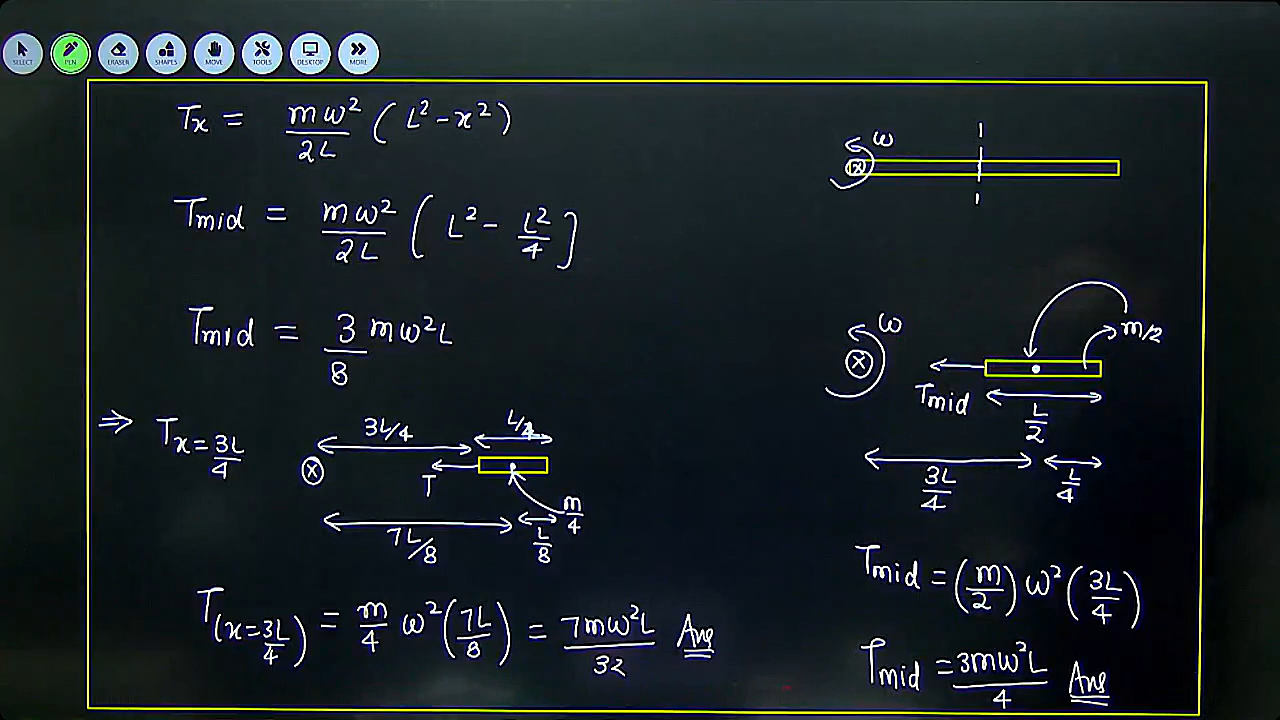 SELECT PEN ERASER SHAPES MOVE TOOLS DESKTOP MORE
Tx = mω²/2L (L² - x²)
Tmid = mω²/2L (L² - L²/4]
Tmid = 3/8 mω²L
⇒ Tx = 3L/4
3L/4 L/4
T
m/4
7L/8 L/8
T(x = 3L/4) = m/4 ω² (7L/8) = 7mω²L/32 Ans
ω
ω
m/2
Tmid
L/2
3L/4 L/4
Tmid = (m/2) ω² (3L/4)
Tmid = 3mω²L/4 Ans